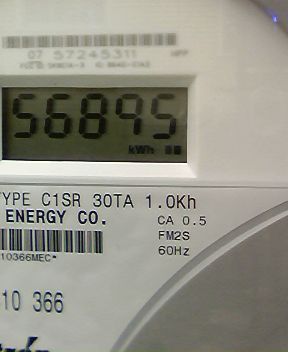 07 57245311
56895
kWh
TYPE C1SR 30TA 1.0Kh
ENERGY CO.
CA 0.5
FM2S
60Hz
10366MEC*
10 366